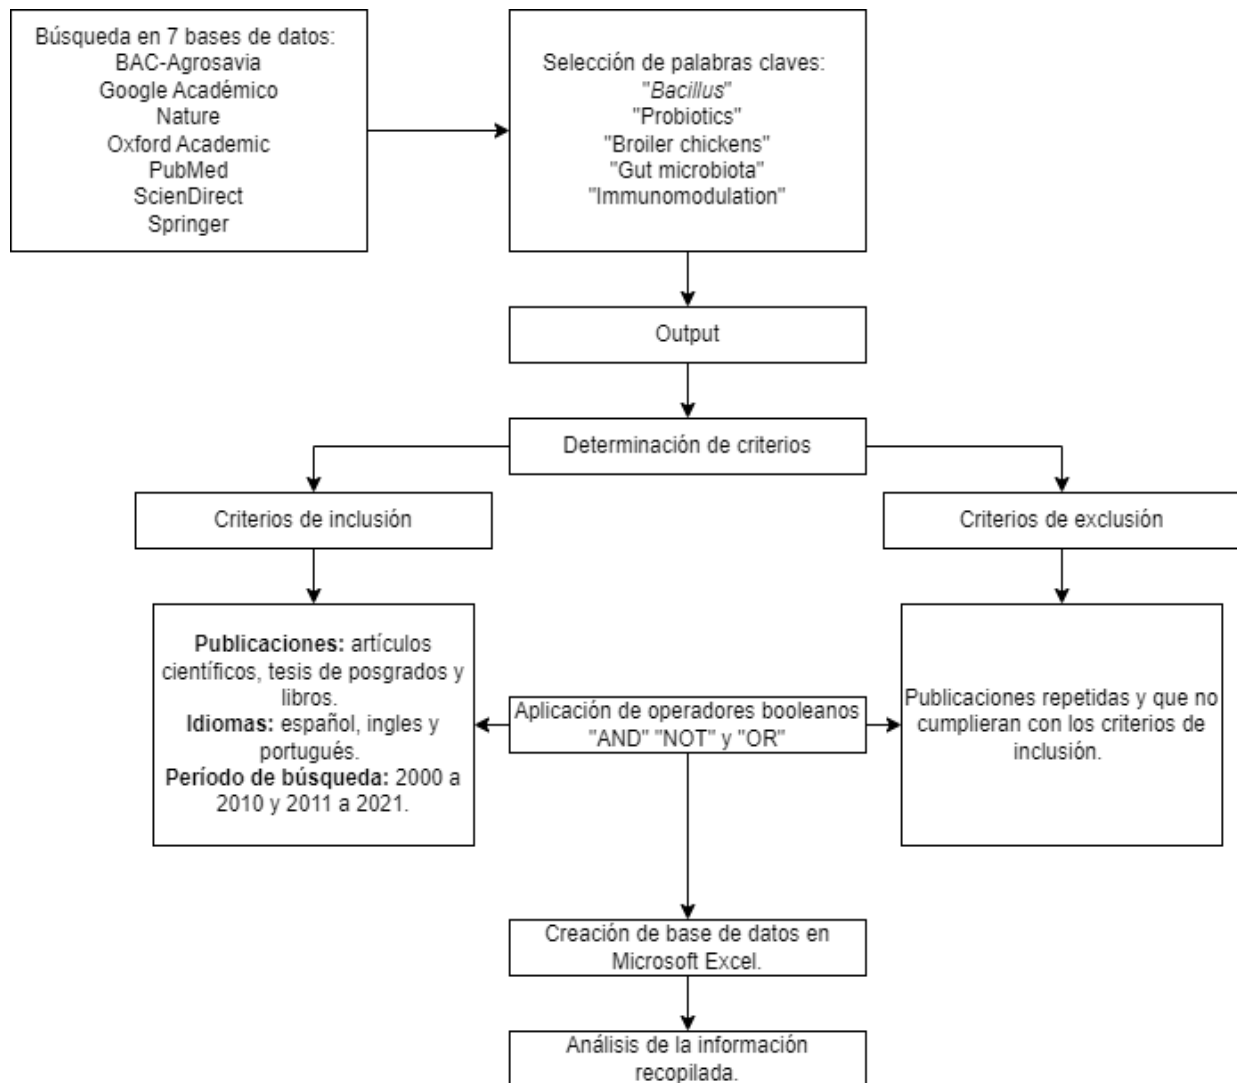 Búsqueda en 7 bases de datos:
BAC-Agrosavia
Google Académico
Nature
Oxford Academic
PubMed
ScienDirect
Springer
Selección de palabras claves:
"Bacillus"
"Probiotics"
"Broiler chickens"
"Gut microbiota"
"Immunomodulation"
Output
Determinación de criterios
Criterios de inclusión
Criterios de exclusión
Publicaciones: artículos
científicos, tesis de posgrados y
libros.
Idiomas: español, ingles y
portugués.
Período de búsqueda: 2000 a
2010 y 2011 a 2021.
Aplicación de operadores booleanos
"AND" "NOT" y "OR"
Publicaciones repetidas y que no
cumplieran con los criterios de
inclusión.
Creación de base de datos en
Microsoft Excel.
Análisis de la información
recopilada.